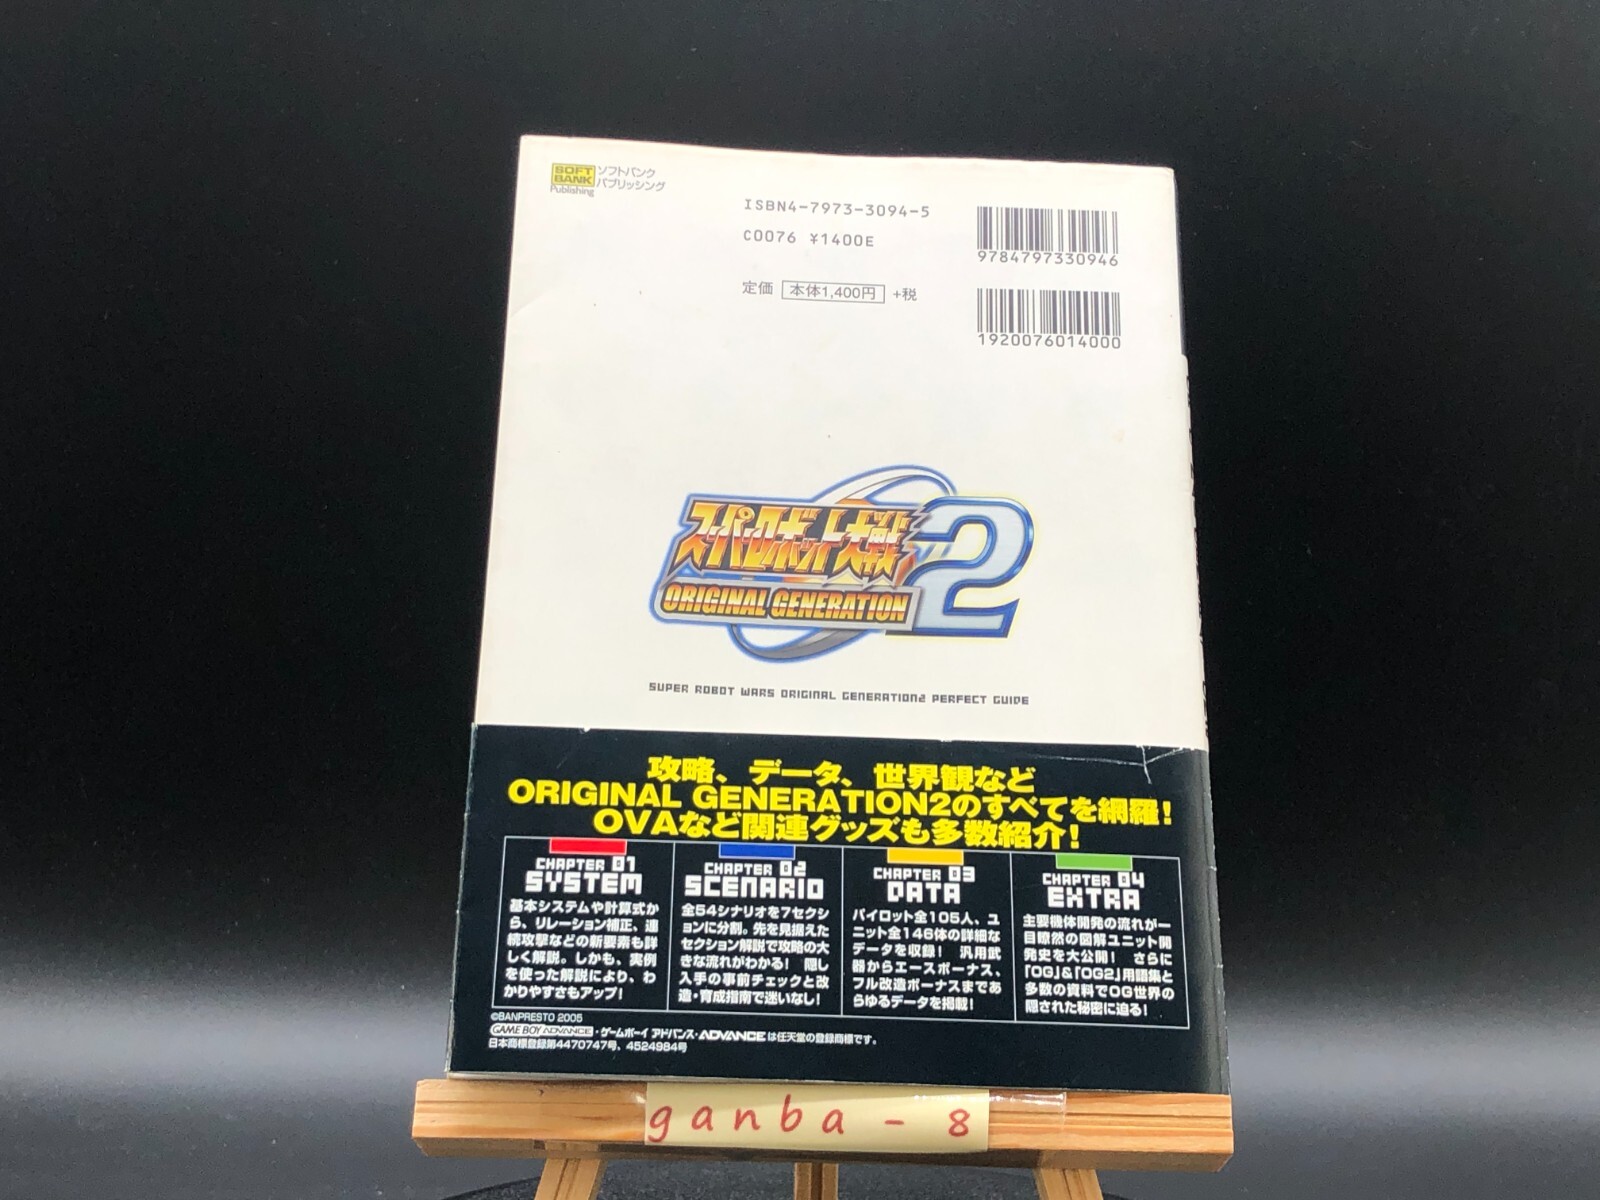 SOFT BANK Publishing
ソフトバンク
パブリッシング
ISBN4-7973-3094-5
C0076 ¥1400E
9784797330946
定価 本体1,400円 +税
1920076014000
スーパーロボット大戦
ORIGINAL GENERATION 2
SUPER ROBOT WARS ORIGINAL GENERATION2 PERFECT GUIDE
攻略、データ、世界観など
ORIGINAL GENERATION2のすべてを網羅!
OVAなど関連グッズも多数紹介!
CHAPTER 01
SYSTEM
基本システムや計算式か
ら、リレーション補正、連
続攻撃などの新要素も詳
しく解説。しかも、実例
を使った解説により、わ
かりやすさもアップ!
CHAPTER 02
SCENARIO
全54シナリオを7セクショ
ンに分割。先を見据えた
セクション解説で攻略の大
きな流れがわかる! 隠し
入手の事前チェックと改
造・育成指南で迷いなし!
CHAPTER 03
DATA
パイロット全105人、ユ
ニット全146体の詳細な
データを収録! 汎用武
器からエースボーナス、
フル改造ボーナスまであ
らゆるデータを掲載!
CHAPTER 04
EXTRA
主要機体開発の流れが一
目瞭然の図解ユニット開
発史を大公開! さらに
「OG」&「OG2」用語集と
多数の資料でOG世界の
隠された秘密に迫る!
©BANPRESTO 2005
GAME BOY ADVANCE・ゲームボーイ アドバンス・ADVANCEは任天堂の登録商標です。
日本商標登録第4470747号、4524984号
ganba-8